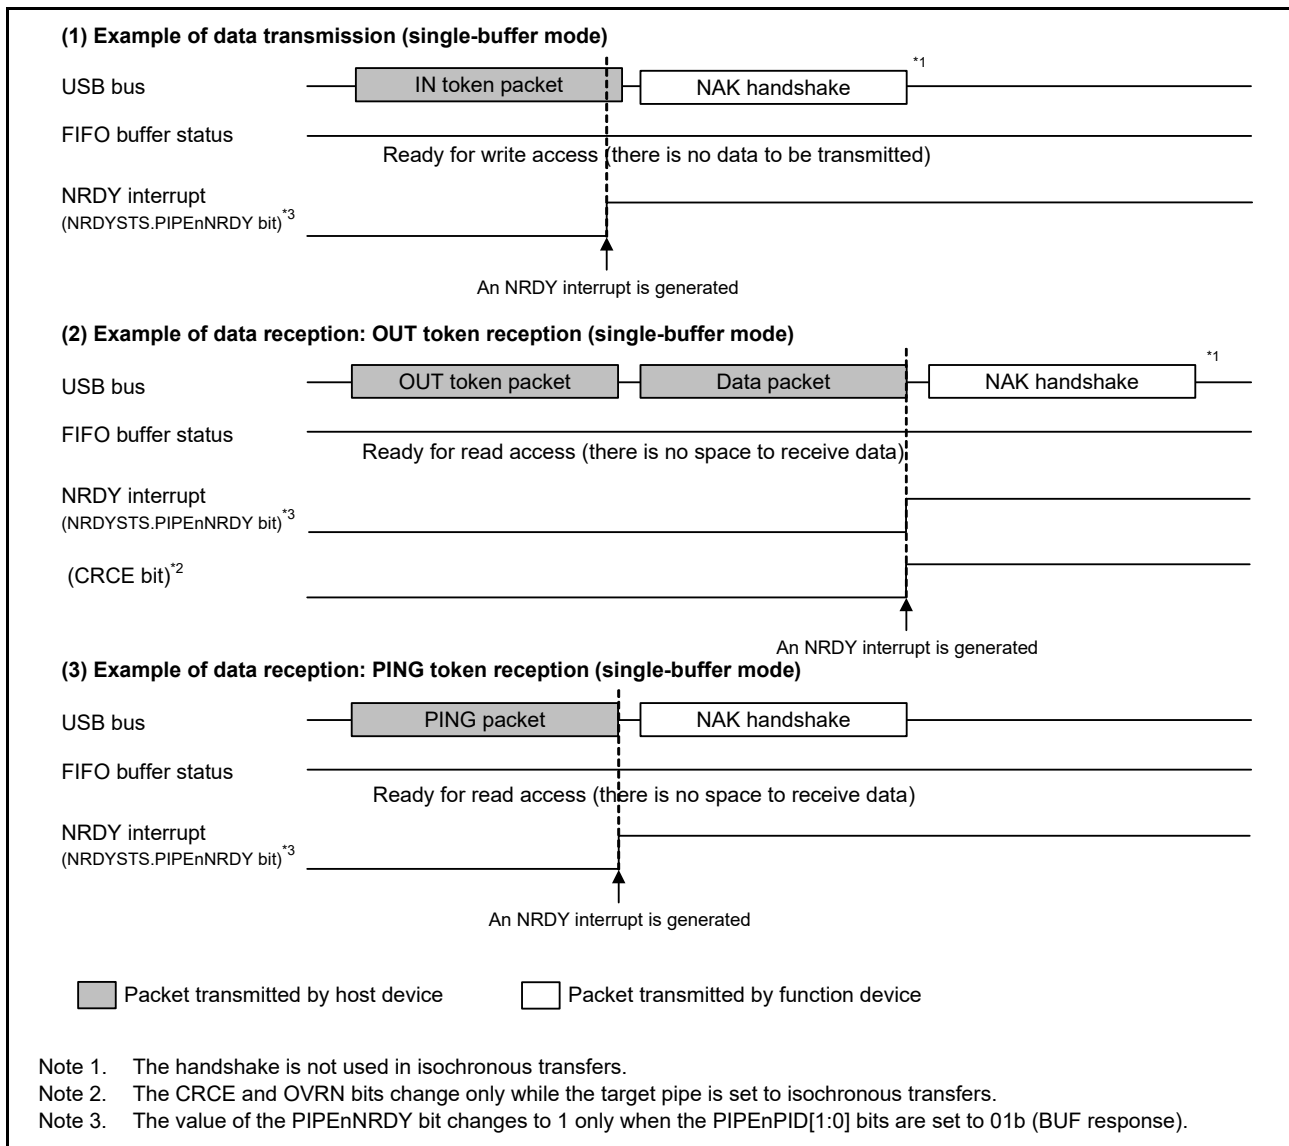 (1) Example of data transmission (single-buffer mode)
USB bus
IN token packet
NAK handshake
*1
FIFO buffer status
Ready for write access (there is no data to be transmitted)
NRDY interrupt
(NRDYSTS.PIPEnNRDY bit)*3
An NRDY interrupt is generated
(2) Example of data reception: OUT token reception (single-buffer mode)
USB bus
OUT token packet
Data packet
NAK handshake
*1
FIFO buffer status
Ready for read access (there is no space to receive data)
NRDY interrupt
(NRDYSTS.PIPEnNRDY bit)*3
(CRCE bit)*2
An NRDY interrupt is generated
(3) Example of data reception: PING token reception (single-buffer mode)
USB bus
PING packet
NAK handshake
FIFO buffer status
Ready for read access (there is no space to receive data)
NRDY interrupt
(NRDYSTS.PIPEnNRDY bit)*3
An NRDY interrupt is generated
Packet transmitted by host device
Packet transmitted by function device
Note 1. The handshake is not used in isochronous transfers.
Note 2. The CRCE and OVRN bits change only while the target pipe is set to isochronous transfers.
Note 3. The value of the PIPEnNRDY bit changes to 1 only when the PIPEnPID[1:0] bits are set to 01b (BUF response).